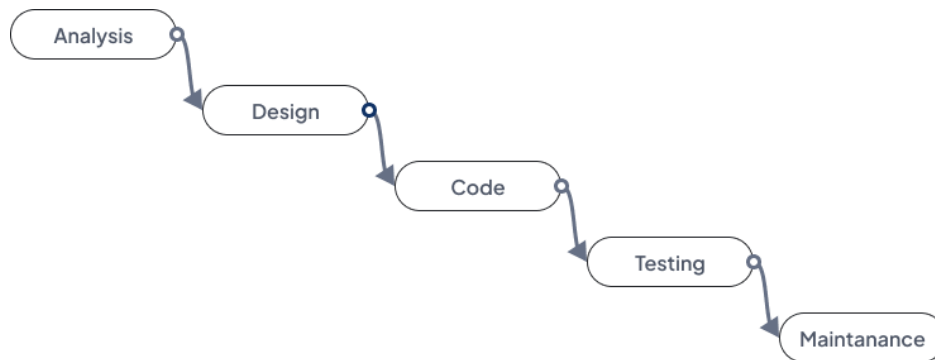 Analysis
Design
Code
Testing
Maintanance